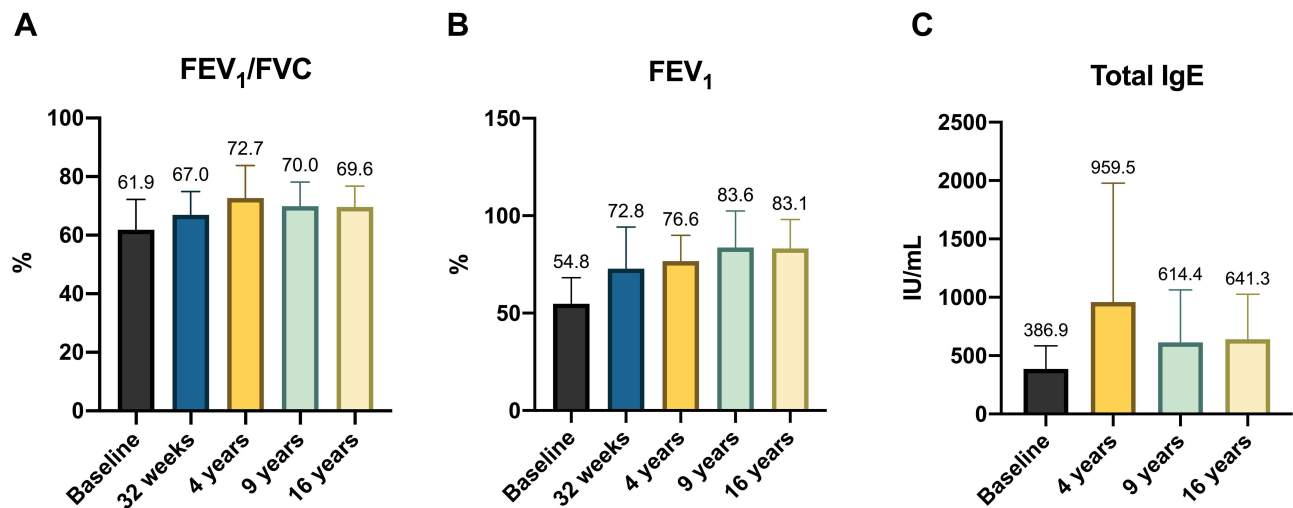 A
FEV1/FVC
%
100
80
60
40
20
0
61.9
67.0
72.7
70.0
69.6
Baseline
32 weeks
4 years
9 years
16 years
B
FEV1
%
150
100
50
0
54.8
72.8
76.6
83.6
83.1
Baseline
32 weeks
4 years
9 years
16 years
C
Total IgE
IU/mL
2500
2000
1500
1000
500
0
386.9
959.5
614.4
641.3
Baseline
4 years
9 years
16 years